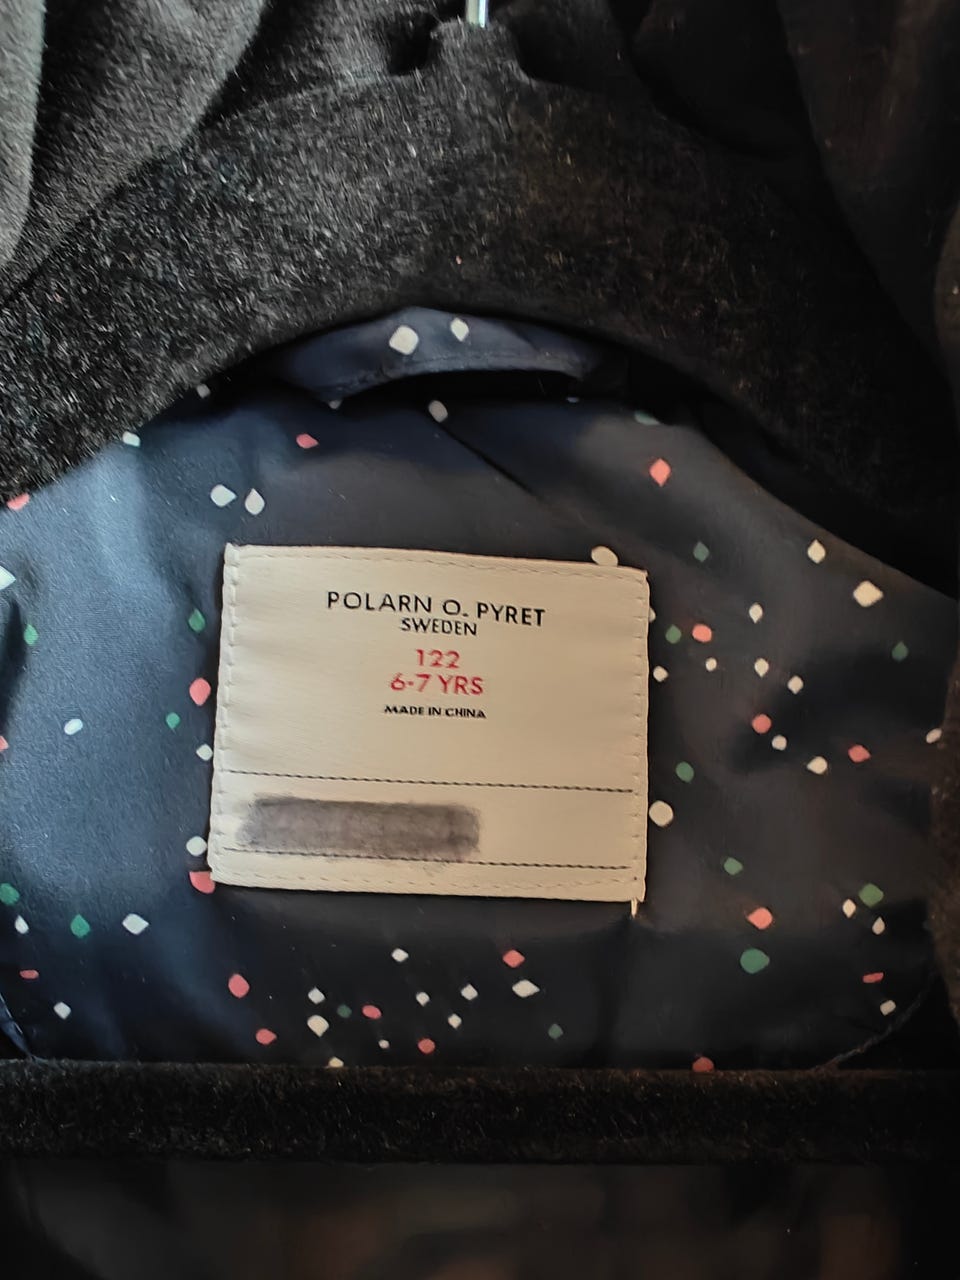 POLARN O. PYRET
SWEDEN
122
6-7 YRS
MADE IN CHINA